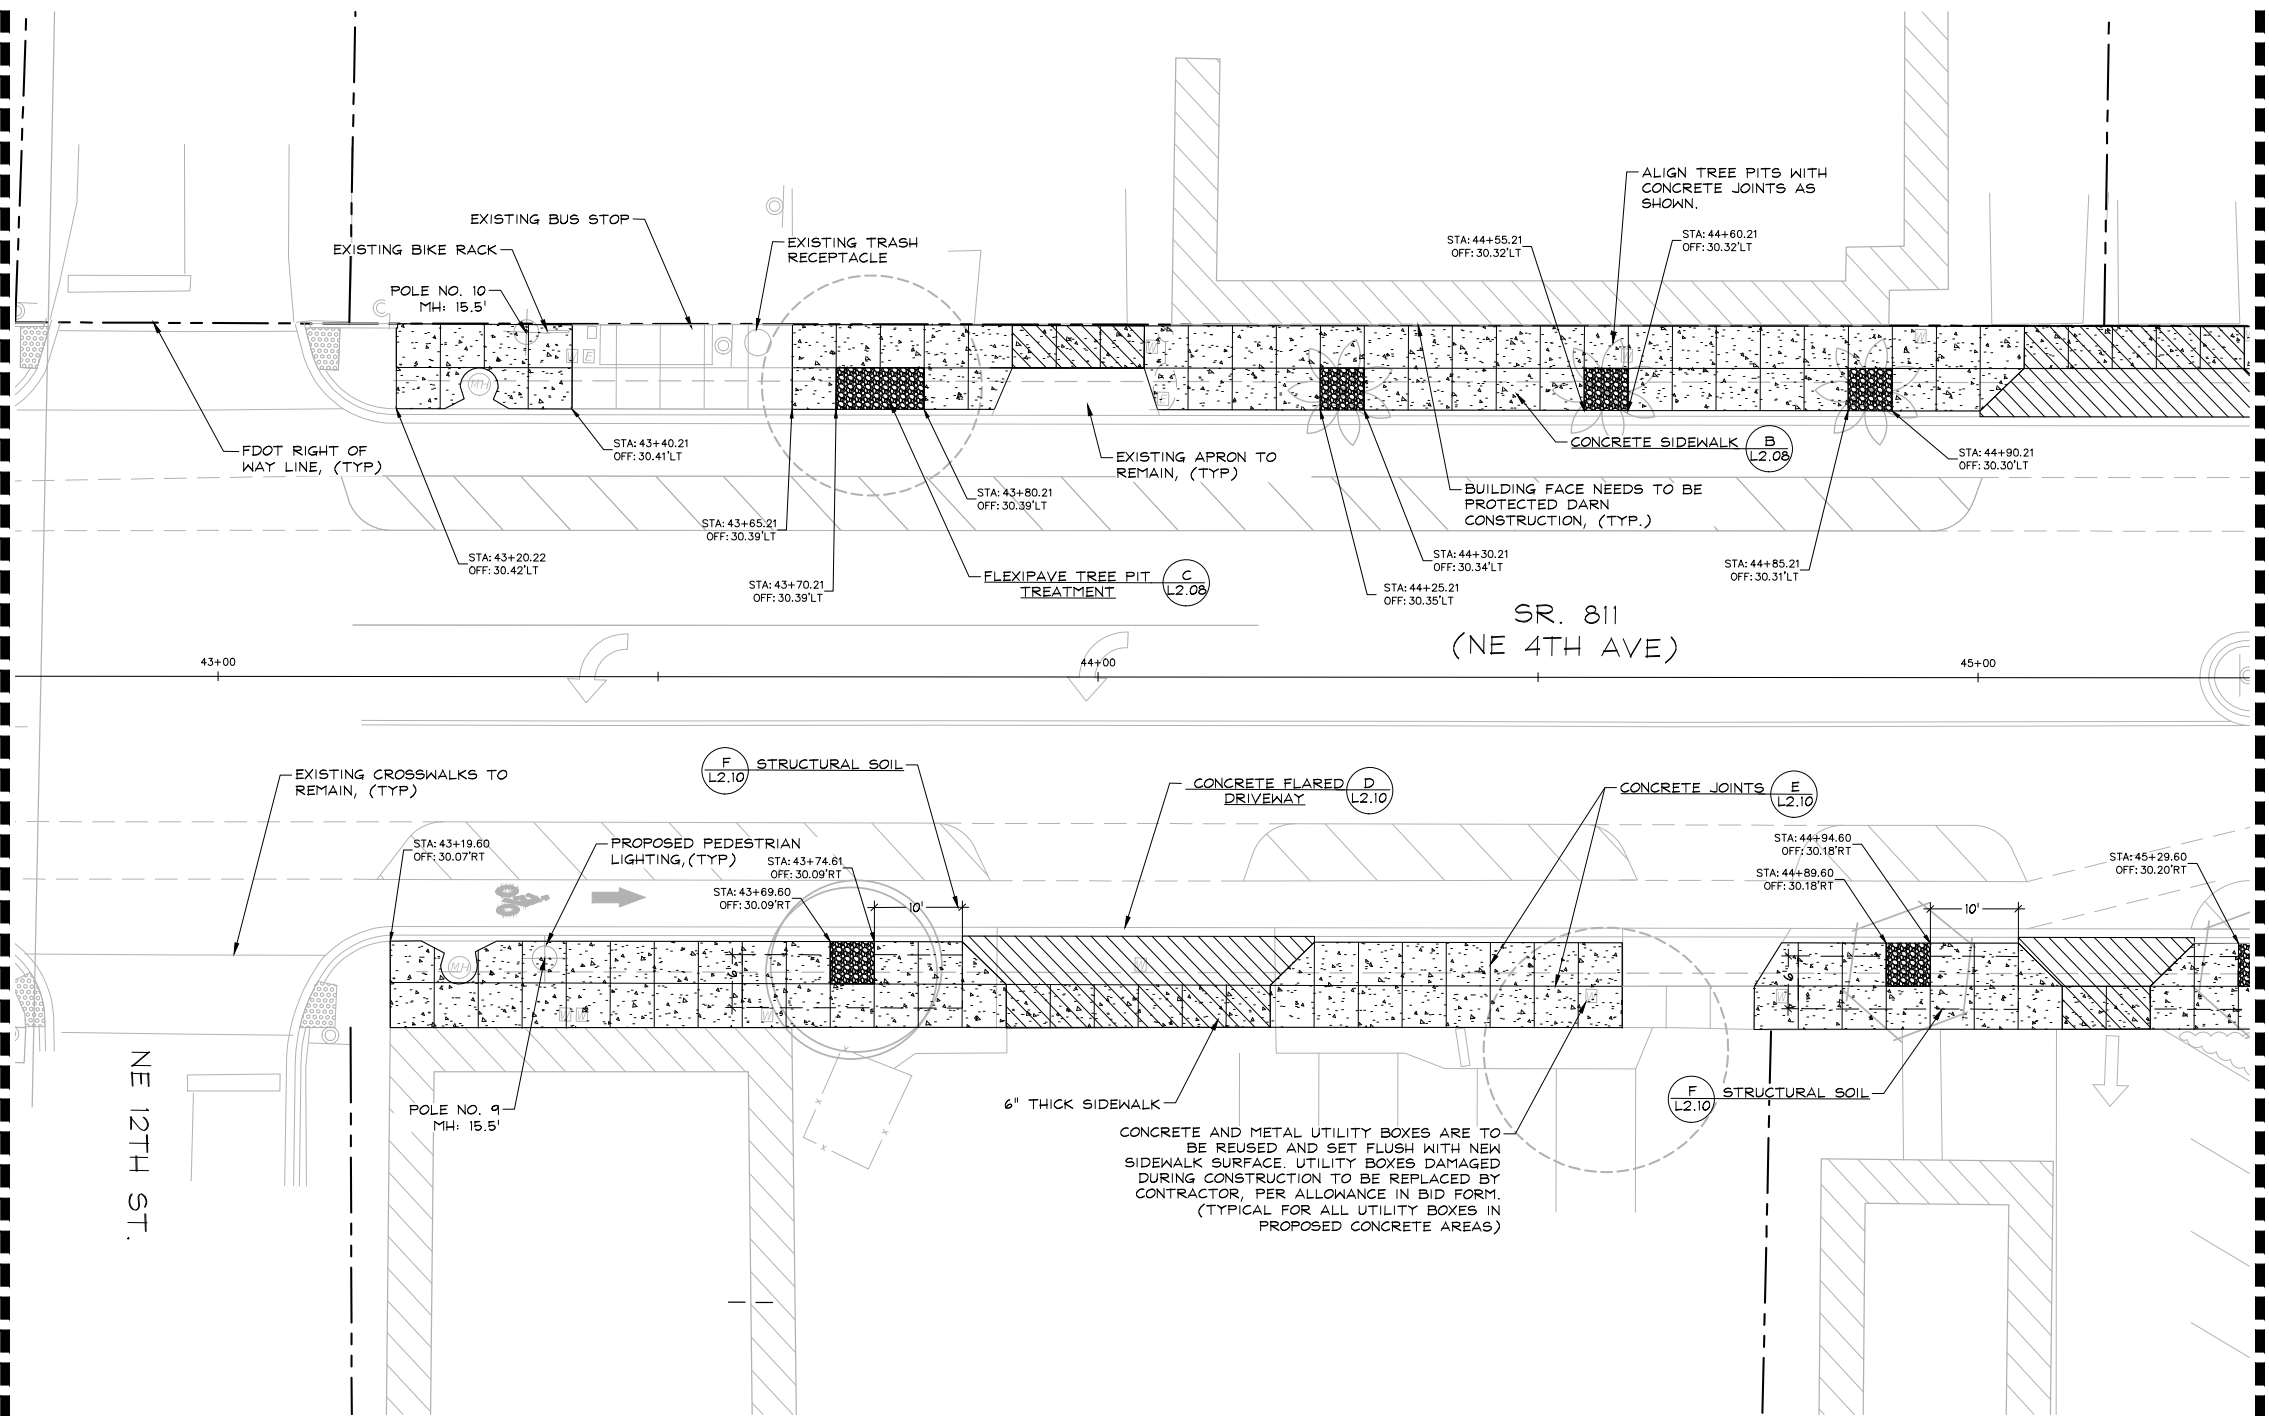 ALIGN TREE PITS WITH
CONCRETE JOINTS AS
SHOWN.
EXISTING BUS STOP
EXISTING BIKE RACK
EXISTING TRASH
RECEPTACLE
STA: 44+55.21
OFF: 30.32'LT
STA: 44+60.21
OFF: 30.32'LT
POLE NO. 10
MH: 15.5'
M
E
MH
M
E
M
M
FDOT RIGHT OF
WAY LINE, (TYP)
STA: 43+40.21
OFF: 30.41'LT
EXISTING APRON TO
REMAIN, (TYP)
CONCRETE SIDEWALK
B
L2.08
STA: 44+90.21
OFF: 30.30'LT
STA: 43+80.21
OFF: 30.39'LT
BUILDING FACE NEEDS TO BE
PROTECTED DARN
CONSTRUCTION, (TYP.)
STA: 43+65.21
OFF: 30.39'LT
STA: 43+20.22
OFF: 30.42'LT
STA: 43+70.21
OFF: 30.39'LT
FLEXIPAVE TREE PIT
TREATMENT
C
L2.08
STA: 44+30.21
OFF: 30.34'LT
STA: 44+25.21
OFF: 30.35'LT
STA: 44+85.21
OFF: 30.31'LT
SR. 811
(NE 4TH AVE)
43+00
44+00
45+00
F
L2.10
STRUCTURAL SOIL
EXISTING CROSSWALKS TO
REMAIN, (TYP)
CONCRETE FLARED
DRIVEWAY
D
L2.10
CONCRETE JOINTS
E
L2.10
STA: 43+19.60
OFF: 30.07'RT
PROPOSED PEDESTRIAN
LIGHTING,(TYP)
STA: 43+74.61
OFF: 30.09'RT
STA: 43+69.60
OFF: 30.09'RT
10'
STA: 44+94.60
OFF: 30.18'RT
STA: 44+89.60
OFF: 30.18'RT
10'
STA: 45+29.60
OFF: 30.20'RT
MH
6'
M
M
6'
M
M
M
M
NE 12TH ST.
POLE NO. 9
MH: 15.5'
6" THICK SIDEWALK
F
L2.10
STRUCTURAL SOIL
CONCRETE AND METAL UTILITY BOXES ARE TO
BE REUSED AND SET FLUSH WITH NEW
SIDEWALK SURFACE. UTILITY BOXES DAMAGED
DURING CONSTRUCTION TO BE REPLACED BY
CONTRACTOR, PER ALLOWANCE IN BID FORM.
(TYPICAL FOR ALL UTILITY BOXES IN
PROPOSED CONCRETE AREAS)